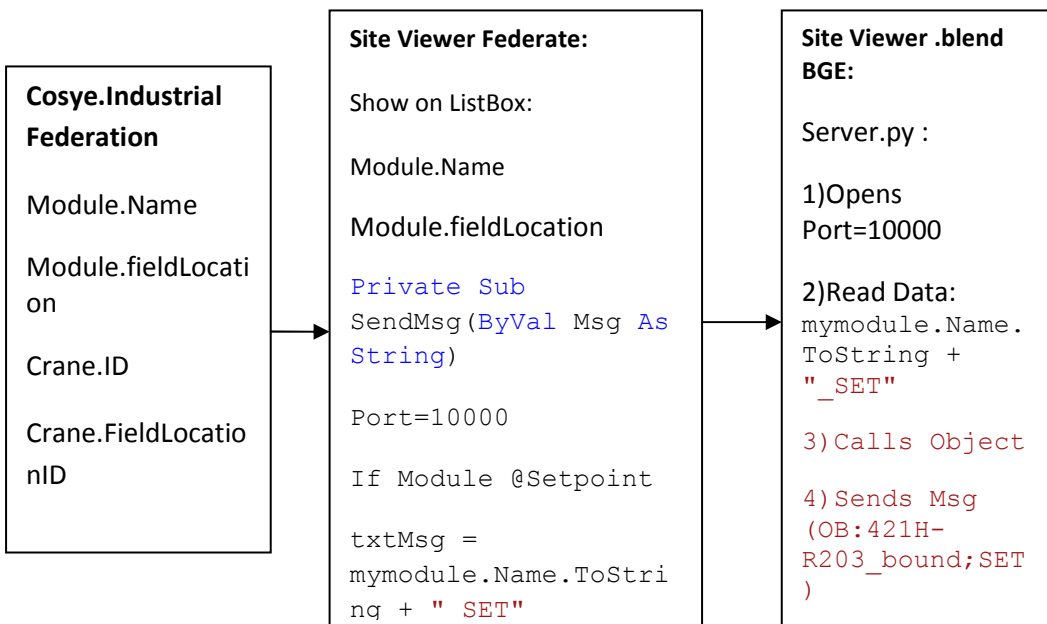 Cosye.Industrial
Federation
Module.Name
Module.fieldLocati
on
Crane.ID
Crane.FieldLocatio
nID
Site Viewer Federate:
Show on ListBox:
Module.Name
Module.fieldLocation
Private Sub
SendMsg(ByVal Msg As
String)
Port=10000
If Module @Setpoint
txtMsg =
mymodule.Name.ToStri
ng + "_SET"
Site Viewer .blend
BGE:
Server.py :
1)Opens
Port=10000
2)Read Data:
mymodule.Name.
ToString +
"_SET"
3)Calls Object
4)Sends Msg
(OB:421H-
R203_bound;SET
)